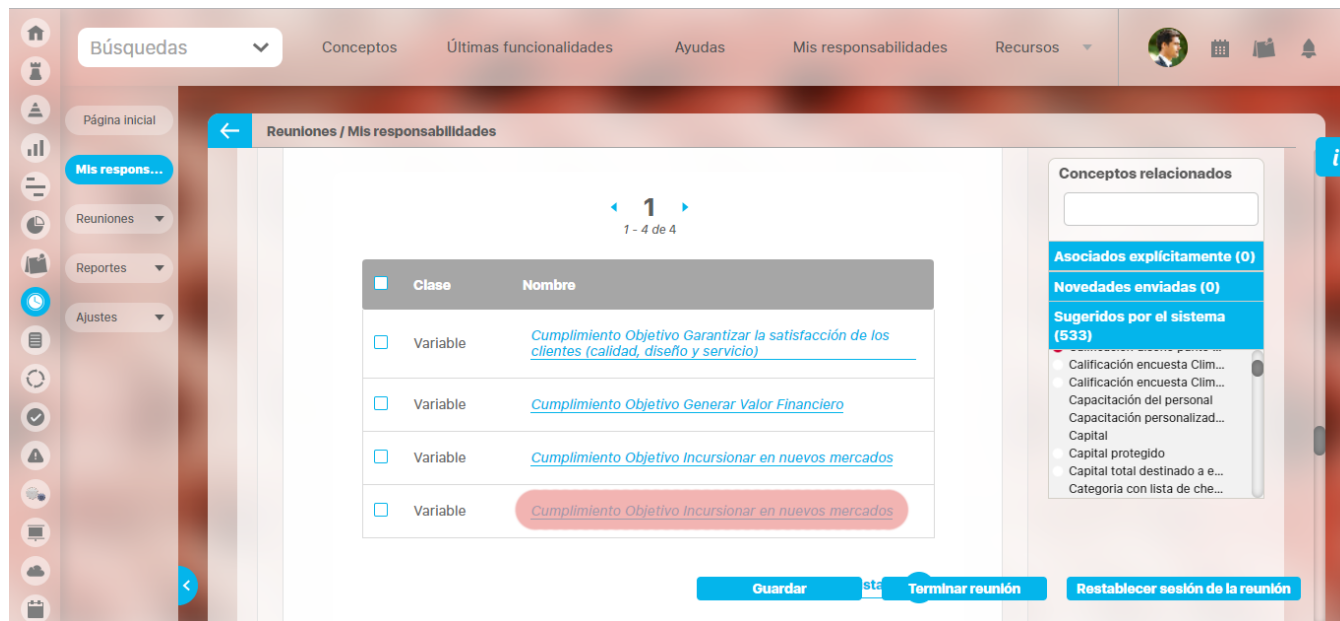 Búsquedas
Conceptos
Últimas funcionalidades
Ayudas
Mis responsabilidades
Recursos
Página inicial
Mis respons...
Reuniones
Reportes
Ajustes
Reuniones / Mis responsabilidades
i
1
1 - 4 de 4
Clase Nombre
Variable Cumplimiento Objetivo Garantizar la satisfacción de los
clientes (calidad, diseño y servicio)
Variable Cumplimiento Objetivo Generar Valor Financiero
Variable Cumplimiento Objetivo Incursionar en nuevos mercados
Variable Cumplimiento Objetivo Incursionar en nuevos mercados
Conceptos relacionados
Asociados explícitamente (0)
Novedades enviadas (0)
Sugeridos por el sistema
(533)
Calificación encuesta Clim...
Calificación encuesta Clim...
Capacitación del personal
Capacitación personalizad...
Capital
Capital protegido
Capital total destinado a e...
Categoria con lista de che...
Guardar
Terminar reunión
Restablecer sesión de la reunión